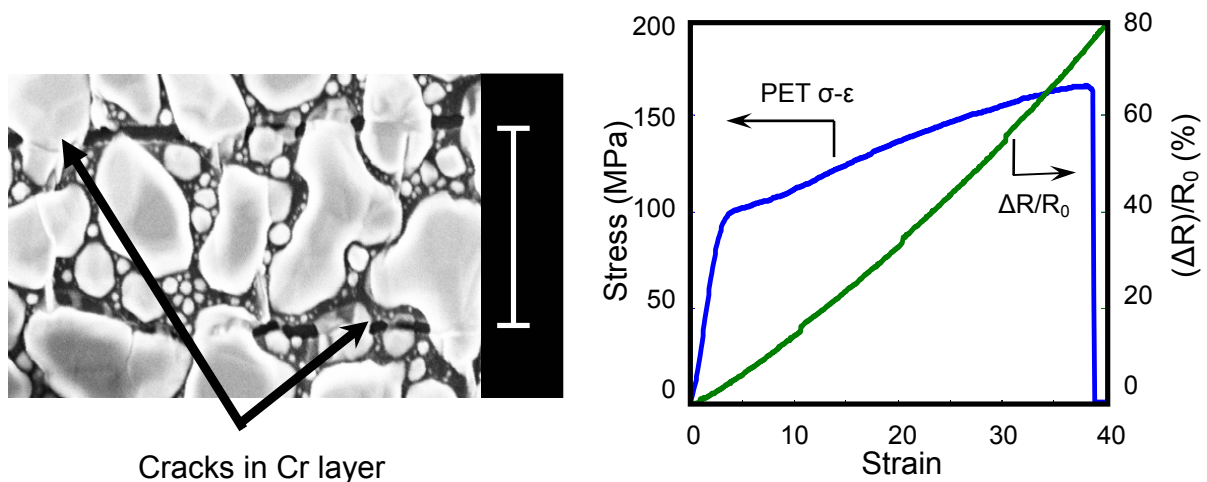 Cracks in Cr layer
200
150
100
50
0
Stress (MPa)
PET σ-ε
ΔR/R₀
80
60
40
20
0
(ΔR)/R₀ (%)
0 10 20 30 40
Strain